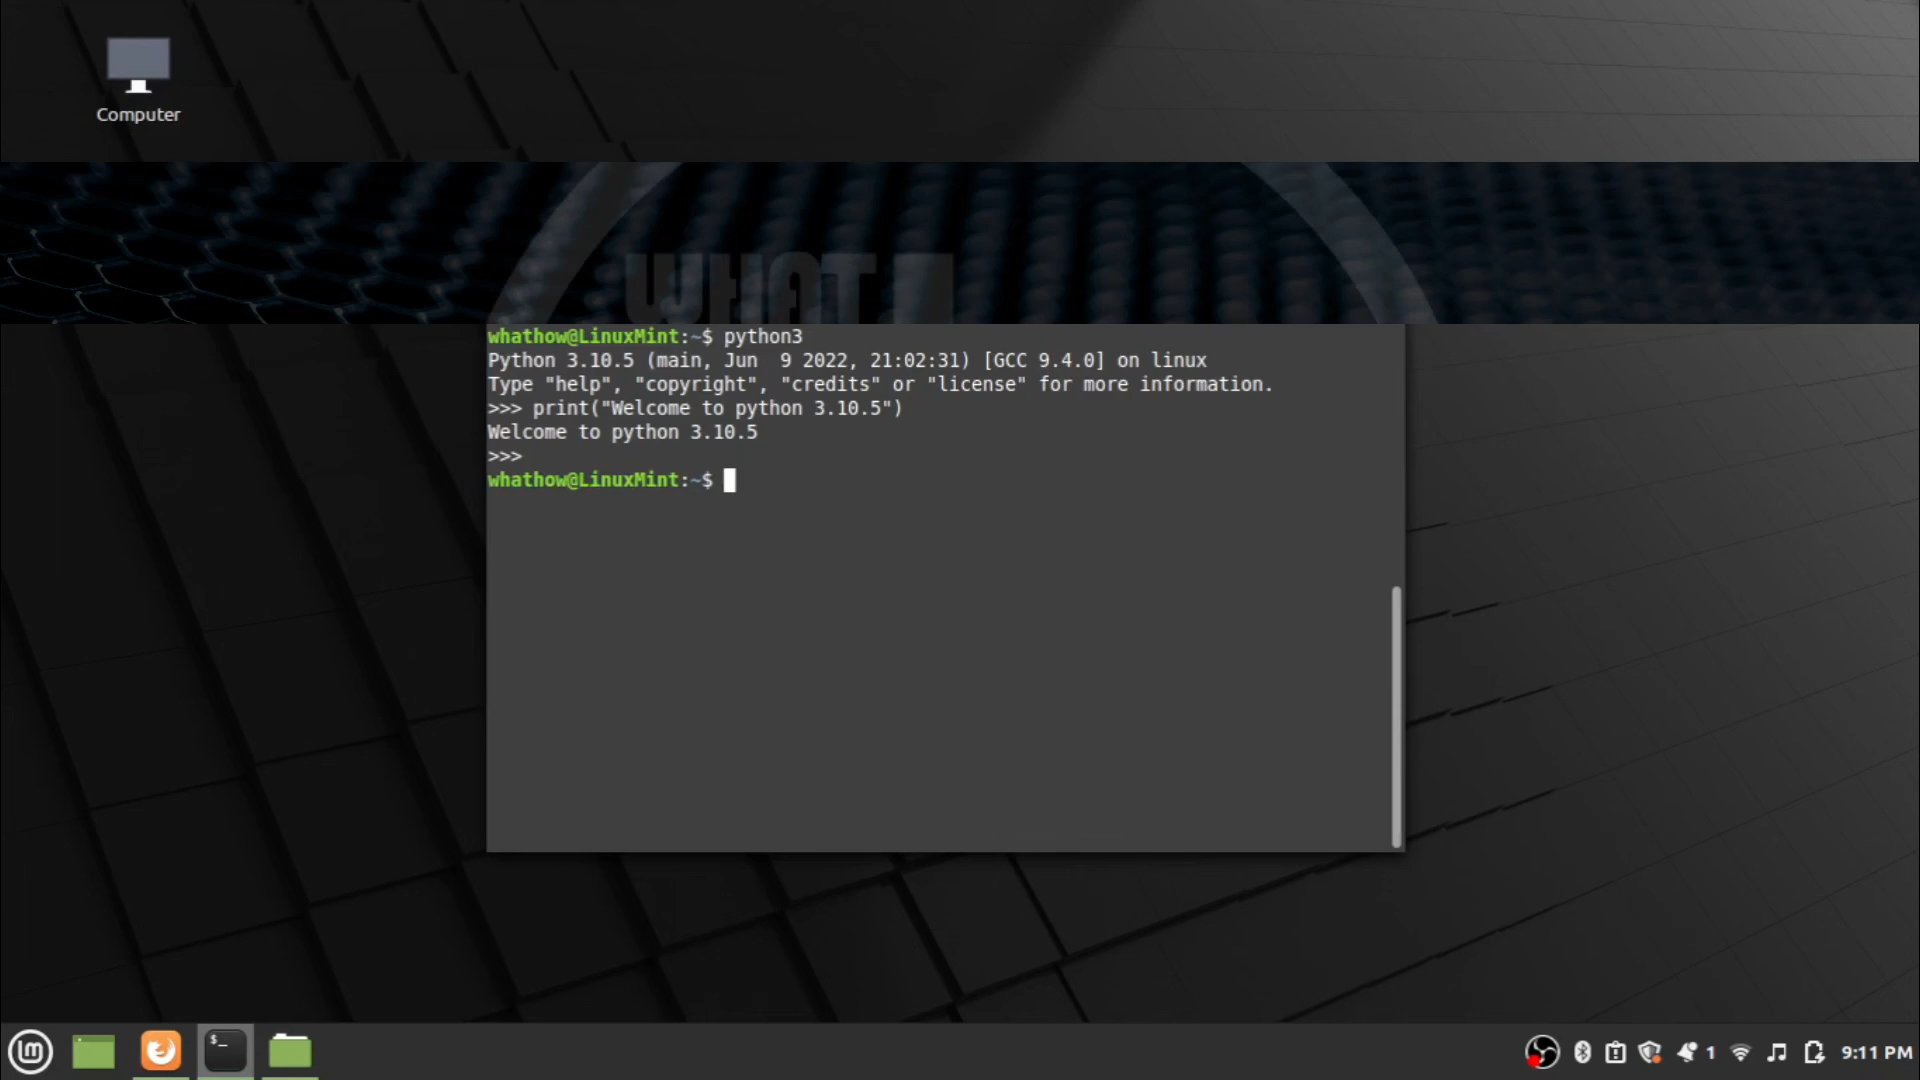 Computer
WHAT
whathow@LinuxMint:~$ python3
Python 3.10.5 (main, Jun  9 2022, 21:02:31) [GCC 9.4.0] on linux
Type "help", "copyright", "credits" or "license" for more information.
>>> print("Welcome to python 3.10.5")
Welcome to python 3.10.5
>>>
whathow@LinuxMint:~$
$_
1
9:11 PM